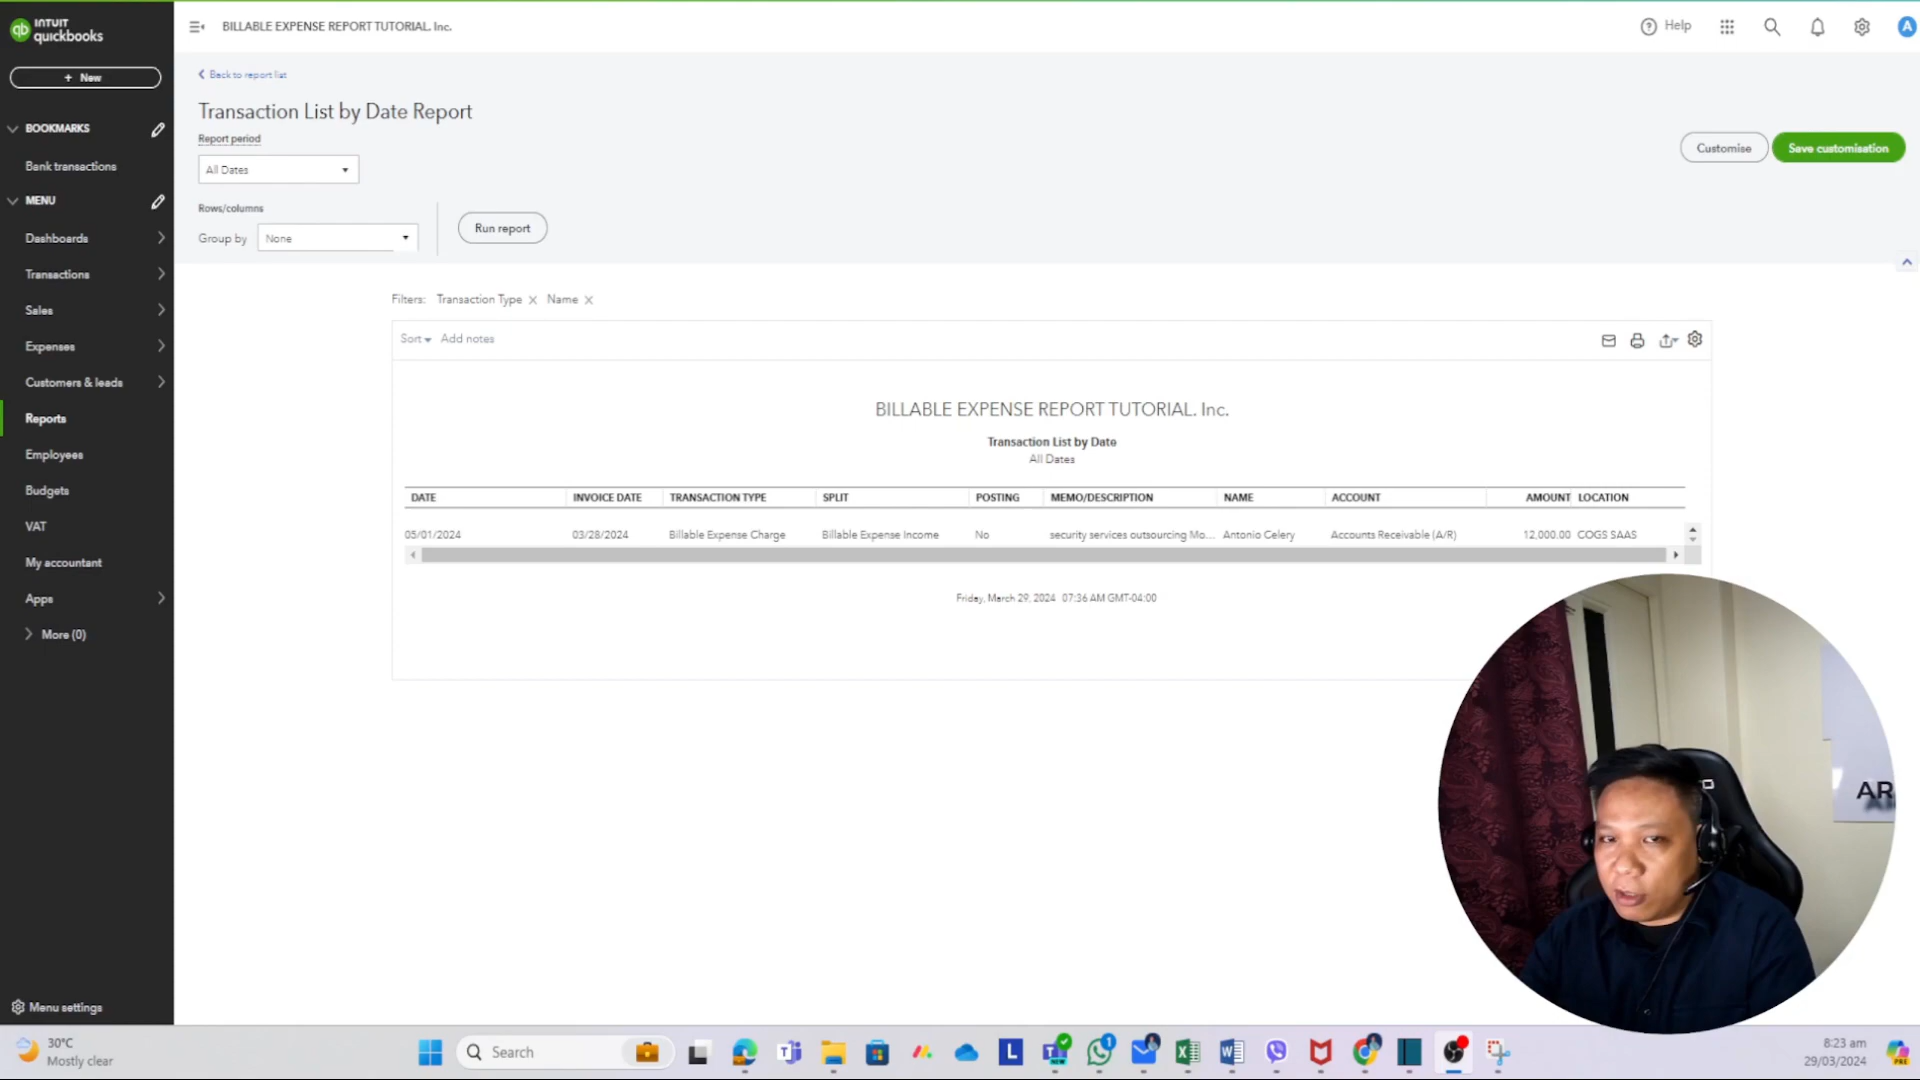 INTUIT
quickbooks
BILLABLE EXPENSE REPORT TUTORIAL. Inc.
Help
A
+ New
BOOKMARKS
Bank transactions
MENU
Dashboards
Transactions
Sales
Expenses
Customers & leads
Reports
Employees
Budgets
VAT
My accountant
Apps
More (0)
Menu settings
Back to report list
Transaction List by Date Report
Report period
All Dates
Customise
Save customisation
Rows/columns
Group by
None
Run report
Filters: Transaction Type Name
Sort Add notes
BILLABLE EXPENSE REPORT TUTORIAL. Inc.
Transaction List by Date
All Dates
DATE INVOICE DATE TRANSACTION TYPE SPLIT POSTING MEMO/DESCRIPTION NAME ACCOUNT AMOUNT LOCATION
05/01/2024 03/28/2024 Billable Expense Charge Billable Expense Income No security services outsourcing Mo... Antonio Celery Accounts Receivable (A/R) 12,000.00 COGS SAAS
Friday, March 29, 2024 07:36 AM GMT-04:00
AR
30°C
Mostly clear
Search
8:23 am
29/03/2024